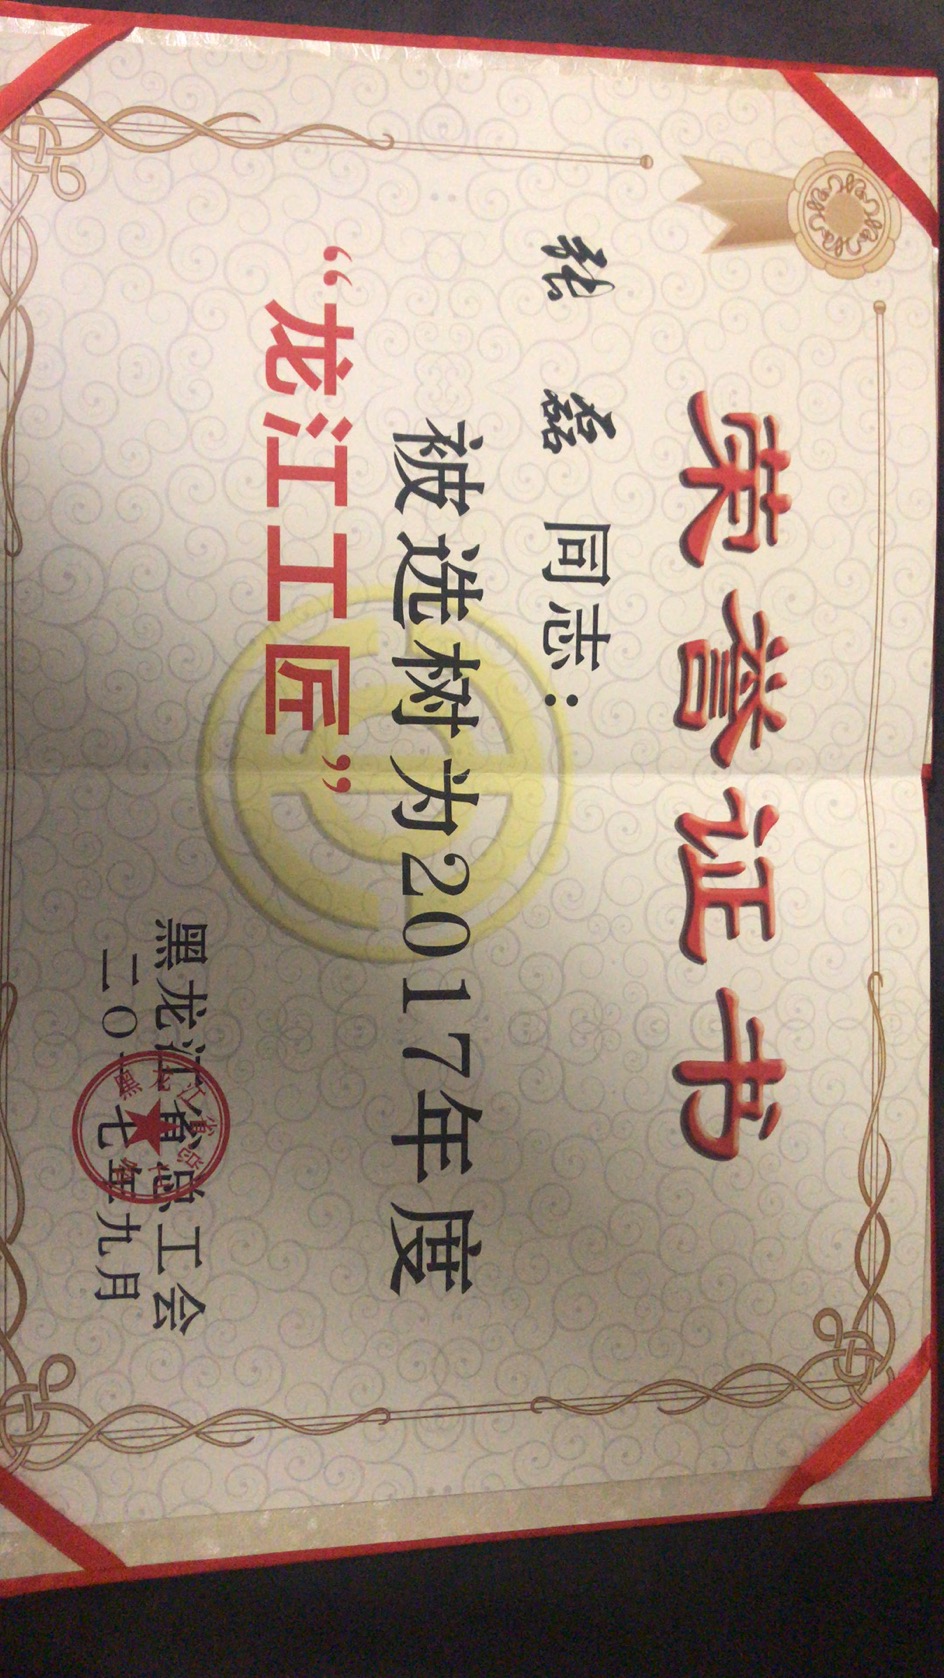 荣誉证书
张磊同志：
被选树为2017年度
“龙江工匠”
黑龙江省总工会
二〇一七年九月